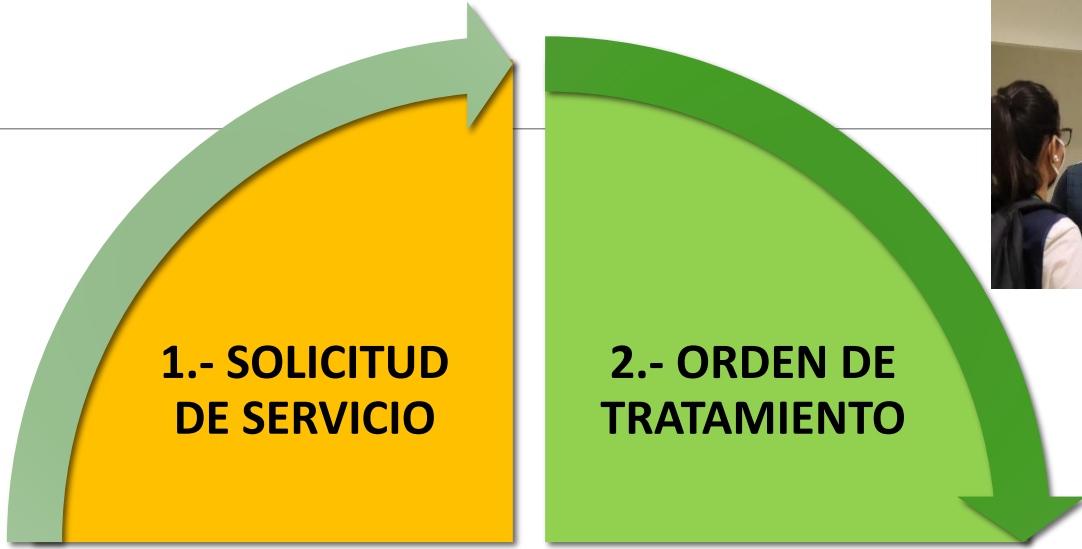 1.- SOLICITUD
DE SERVICIO
2.- ORDEN DE
TRATAMIENTO